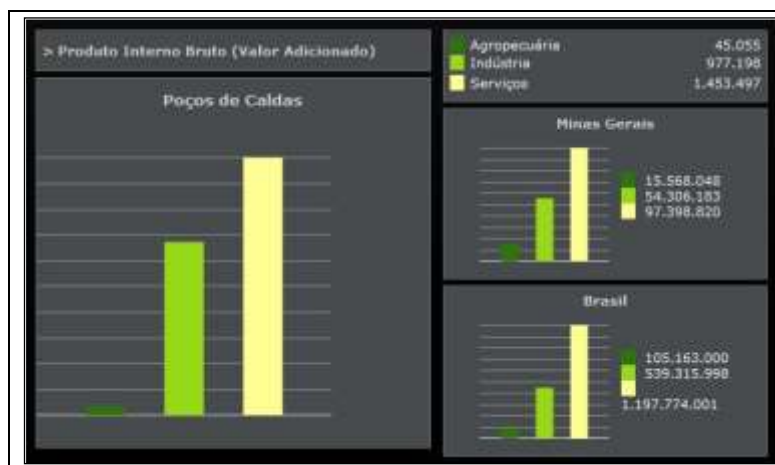 > Produto Interno Bruto (Valor Adicionado)
Poços de Caldas
Agropecuária 45.055
Indústria 977.198
Serviços 1.453.497
Minas Gerais
15.568.048
54.306.183
97.398.820
Brasil
105.163.000
539.315.998
1.197.774.001